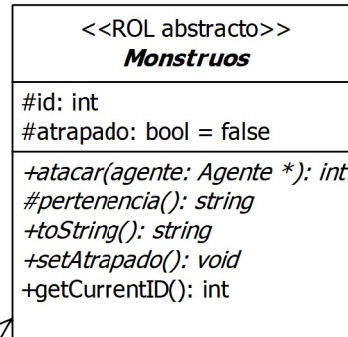 <<ROL abstracto>>
Monstruos
#id: int
#atrapado: bool = false
+atacar(agente: Agente *): int
#pertenencia(): string
+toString(): string
+setAtrapado(): void
+getCurrentID(): int